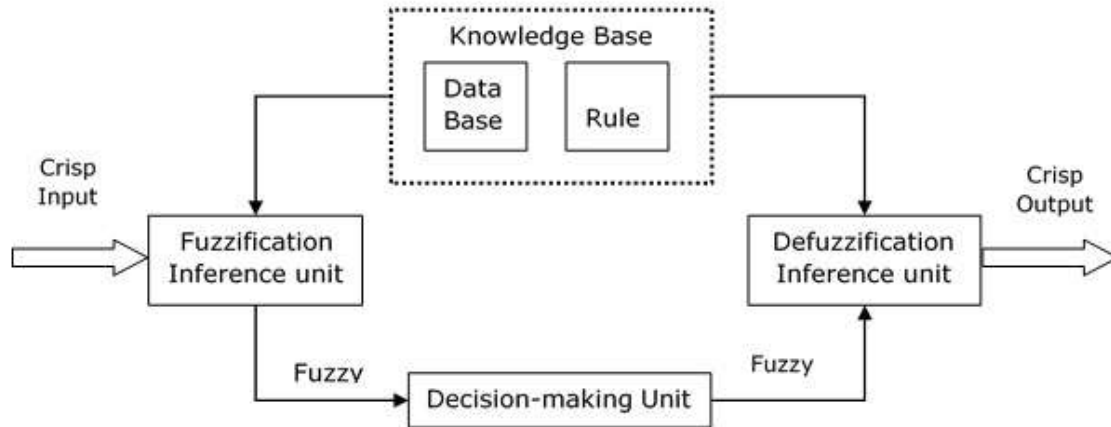 Knowledge Base
Data
Base
Rule
Crisp
Input
Crisp
Output
Fuzzification
Inference unit
Defuzzification
Inference unit
Fuzzy
Fuzzy
Decision-making Unit